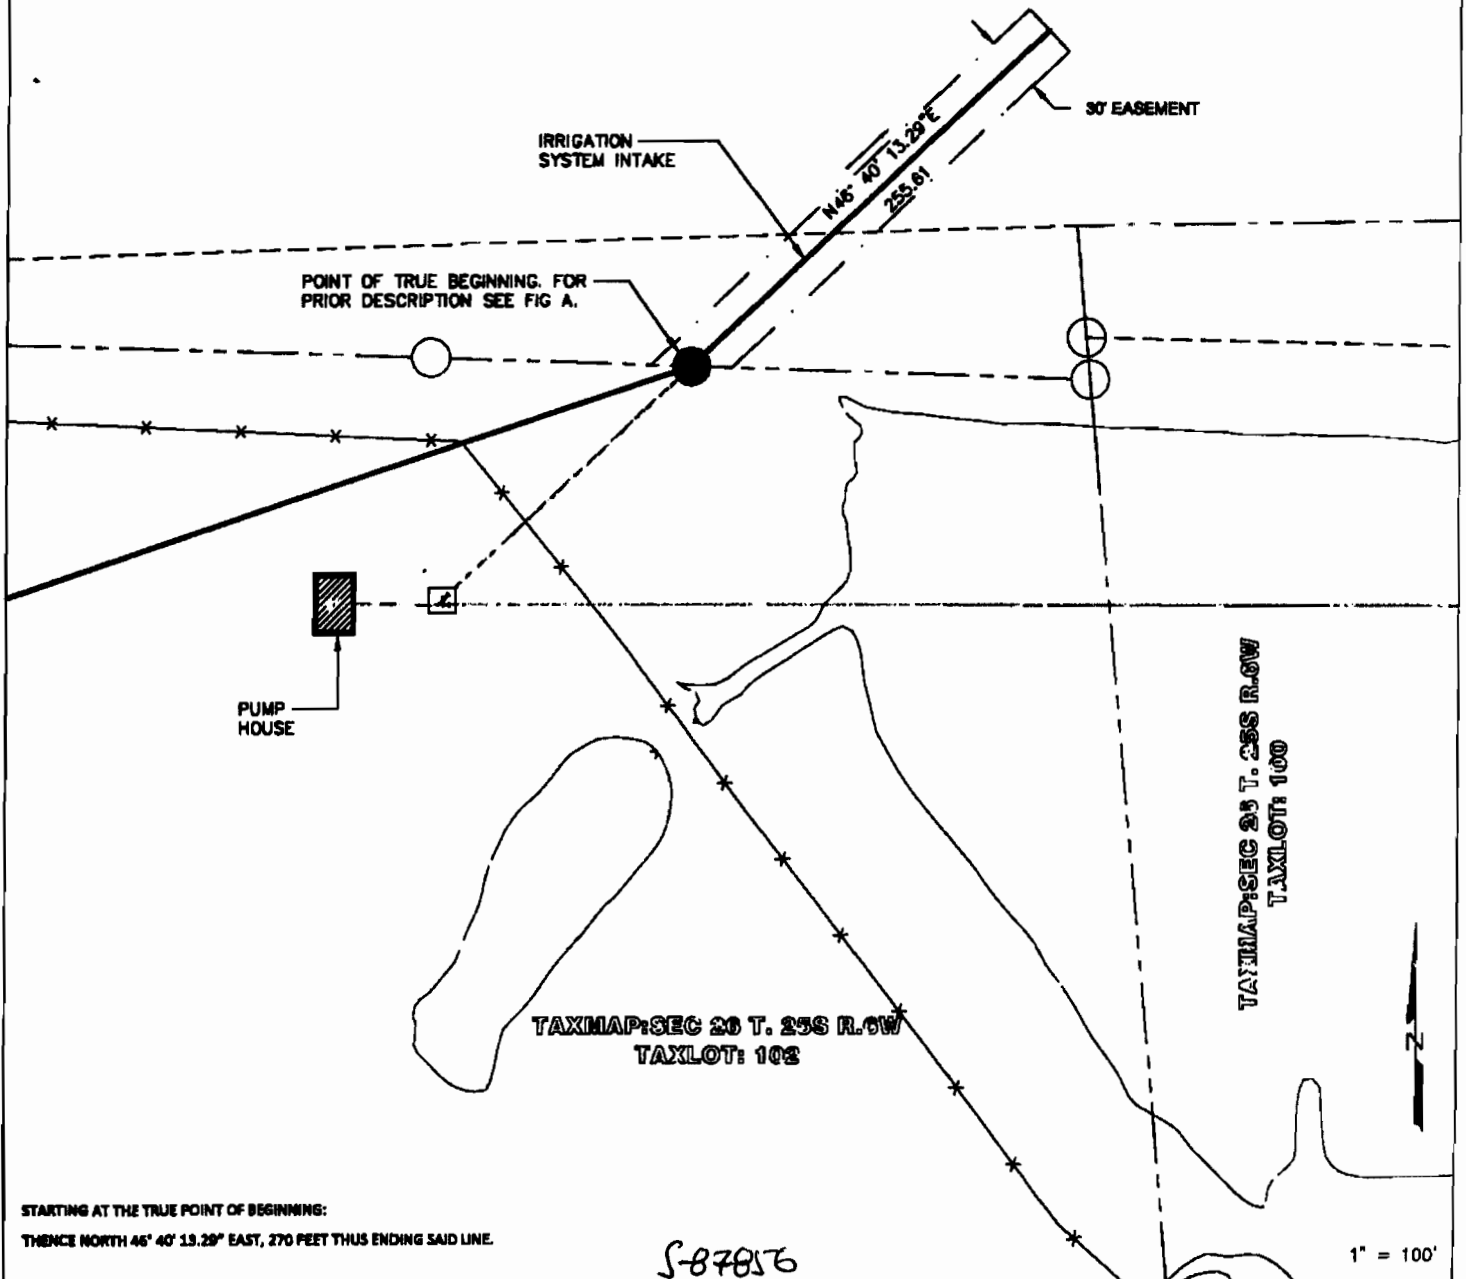 30' EASEMENT
IRRIGATION
SYSTEM INTAKE
N46° 40' 13.29"E
255.61
POINT OF TRUE BEGINNING. FOR
PRIOR DESCRIPTION SEE FIG A.
PUMP
HOUSE
TAXMAP:SEC 26 T. 25S R.6W
TAXLOT: 100
TAXMAP:SEC 26 T. 25S R.6W
TAXLOT: 102
N
STARTING AT THE TRUE POINT OF BEGINNING:
THENCE NORTH 46° 40' 13.29" EAST, 270 FEET THUS ENDING SAID LINE.
S-87856
1" = 100'